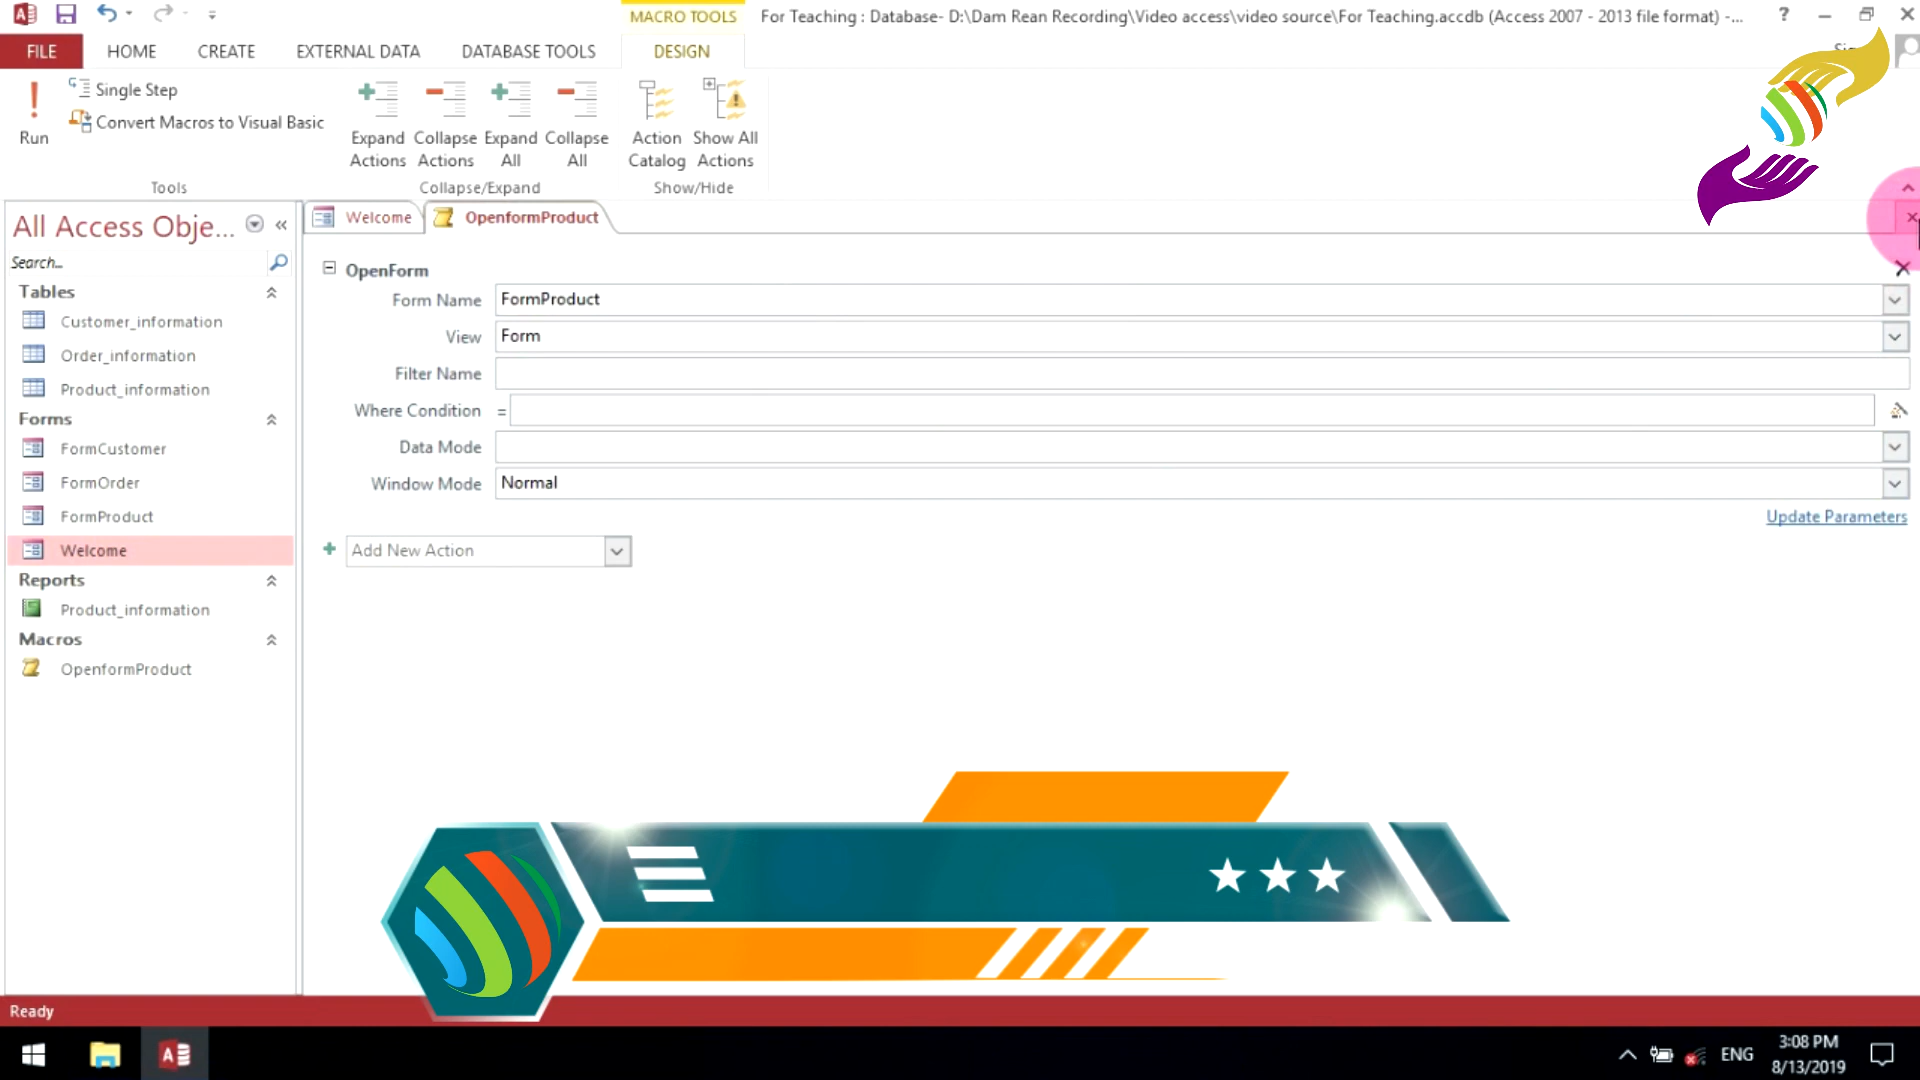 MACRO TOOLS
For Teaching : Database- D:\Dam Rean Recording\Video access\video source\For Teaching.accdb (Access 2007 - 2013 file format) -...
?
FILE
HOME
CREATE
EXTERNAL DATA
DATABASE TOOLS
DESIGN
Run
Single Step
Convert Macros to Visual Basic
Expand Actions
Collapse Actions
Expand All
Collapse All
Action Catalog
Show All Actions
Tools
Collapse/Expand
Show/Hide
All Access Obje...
Search...
Tables
Customer_information
Order_information
Product_information
Forms
FormCustomer
FormOrder
FormProduct
Welcome
Reports
Product_information
Macros
OpenformProduct
Welcome
OpenformProduct
OpenForm
Form Name
FormProduct
View
Form
Filter Name
Where Condition =
Data Mode
Window Mode
Normal
Update Parameters
Add New Action
Ready
ENG
3:08 PM
8/13/2019